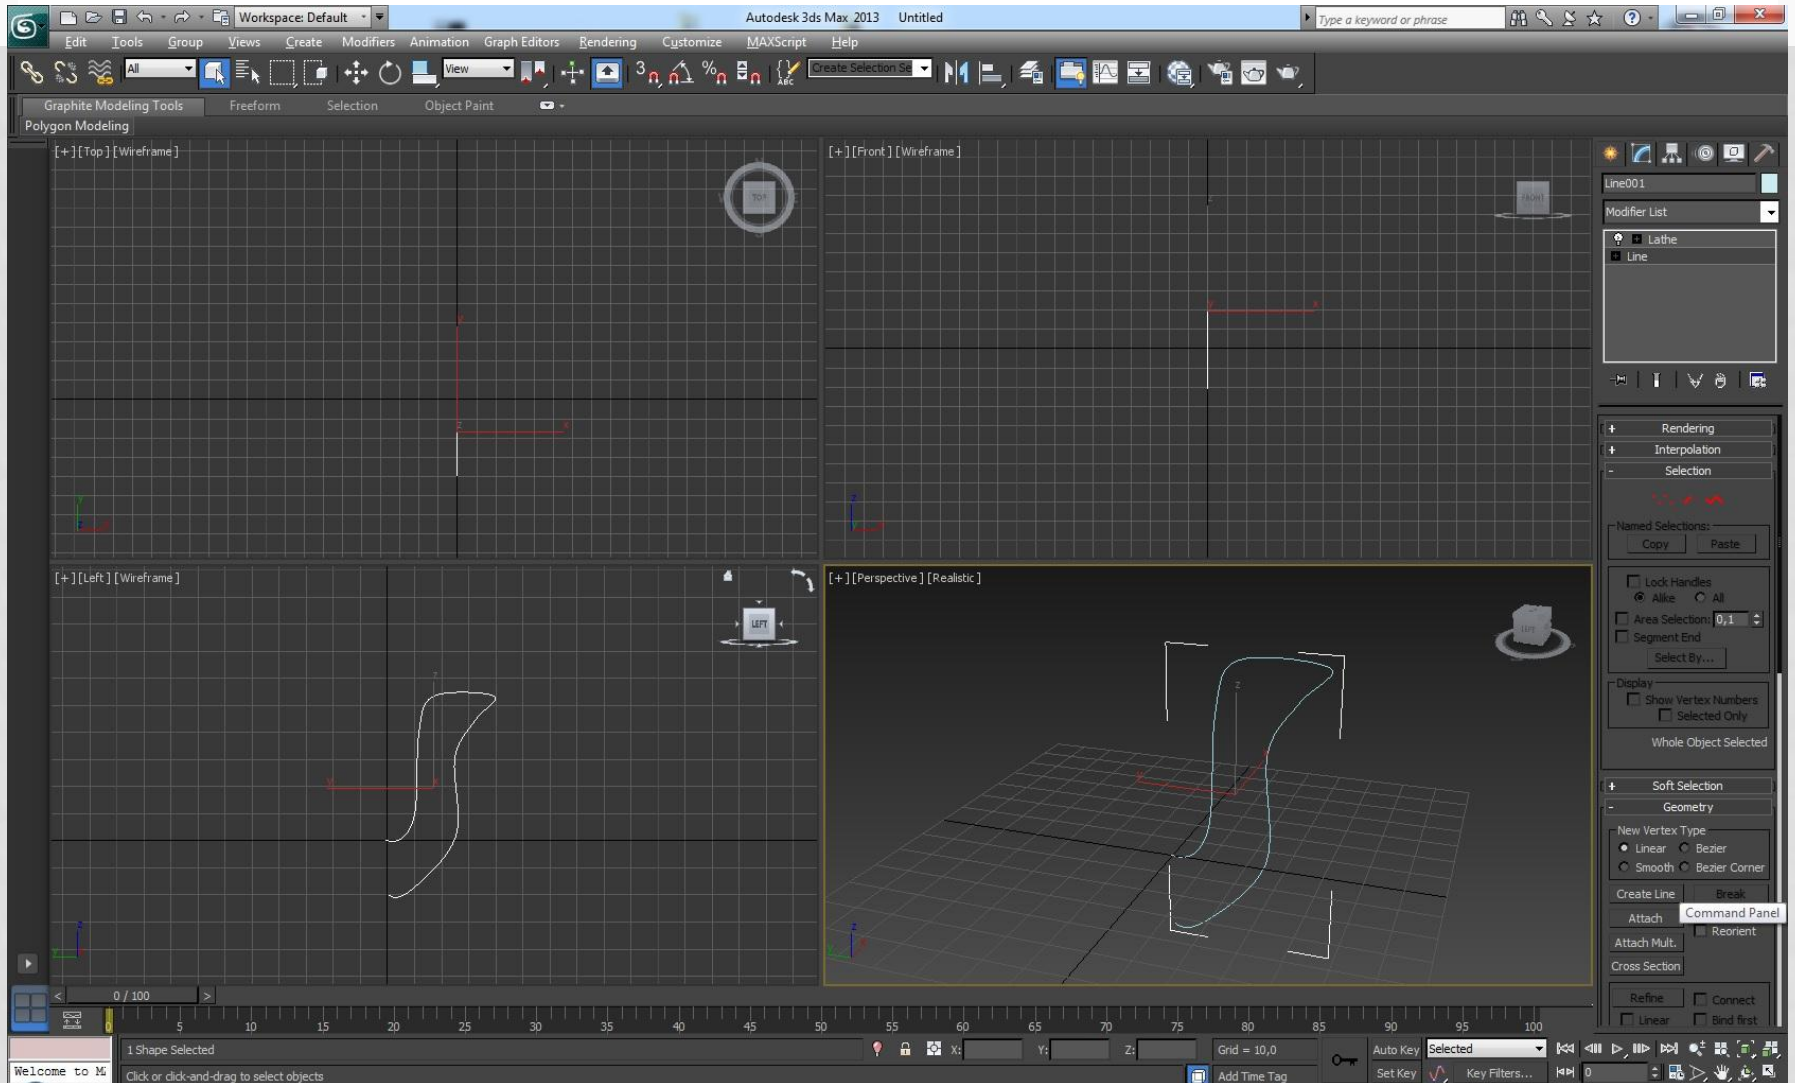 Workspace: Default
Autodesk 3ds Max 2013 Untitled
Type a keyword or phrase
Edit Tools Group Views Create Modifiers Animation Graph Editors Rendering Customize MAXScript Help
All
View
3
%
ABC
Create Selection Se
Graphite Modeling Tools Freeform Selection Object Paint
Polygon Modeling
[+][Top][Wireframe]
TOP
[+][Front][Wireframe]
FRONT
Line001
Modifier List
Lathe
Line
y
x
z
y
x
z
+ Rendering
+ Interpolation
- Selection
Named Selections:
Copy Paste
Lock Handles
Alike All
Area Selection: 0,1
Segment End
Select By...
Display
Show Vertex Numbers
Selected Only
Whole Object Selected
+ Soft Selection
- Geometry
New Vertex Type
Linear Bezier
Smooth Bezier Corner
Create Line Break
Attach Command Panel
Reorient
Attach Mult.
Cross Section
Refine Connect
Linear Bind first
[+][Left][Wireframe]
LEFT
[+][Perspective][Realistic]
z
y
x
< 0 / 100 >
0 5 10 15 20 25 30 35 40 45 50 55 60 65 70 75 80 85 90 95 100
1 Shape Selected X: Y: Z: Grid = 10,0 Auto Key Selected
Welcome to M
Click or click-and-drag to select objects Add Time Tag Set Key Key Filters... 0